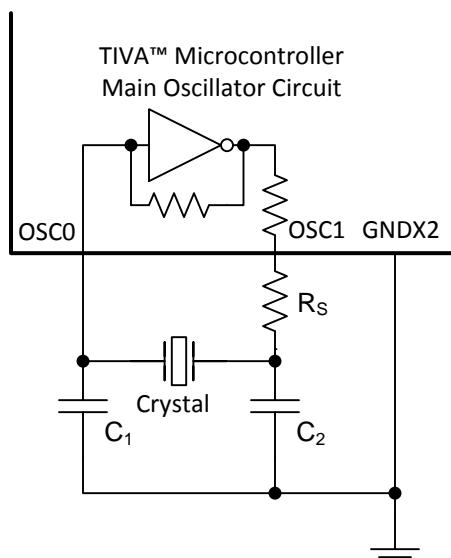 TIVA™ Microcontroller
Main Oscillator Circuit
OSC0
OSC1 GNDX2
RS
Crystal
C1
C2